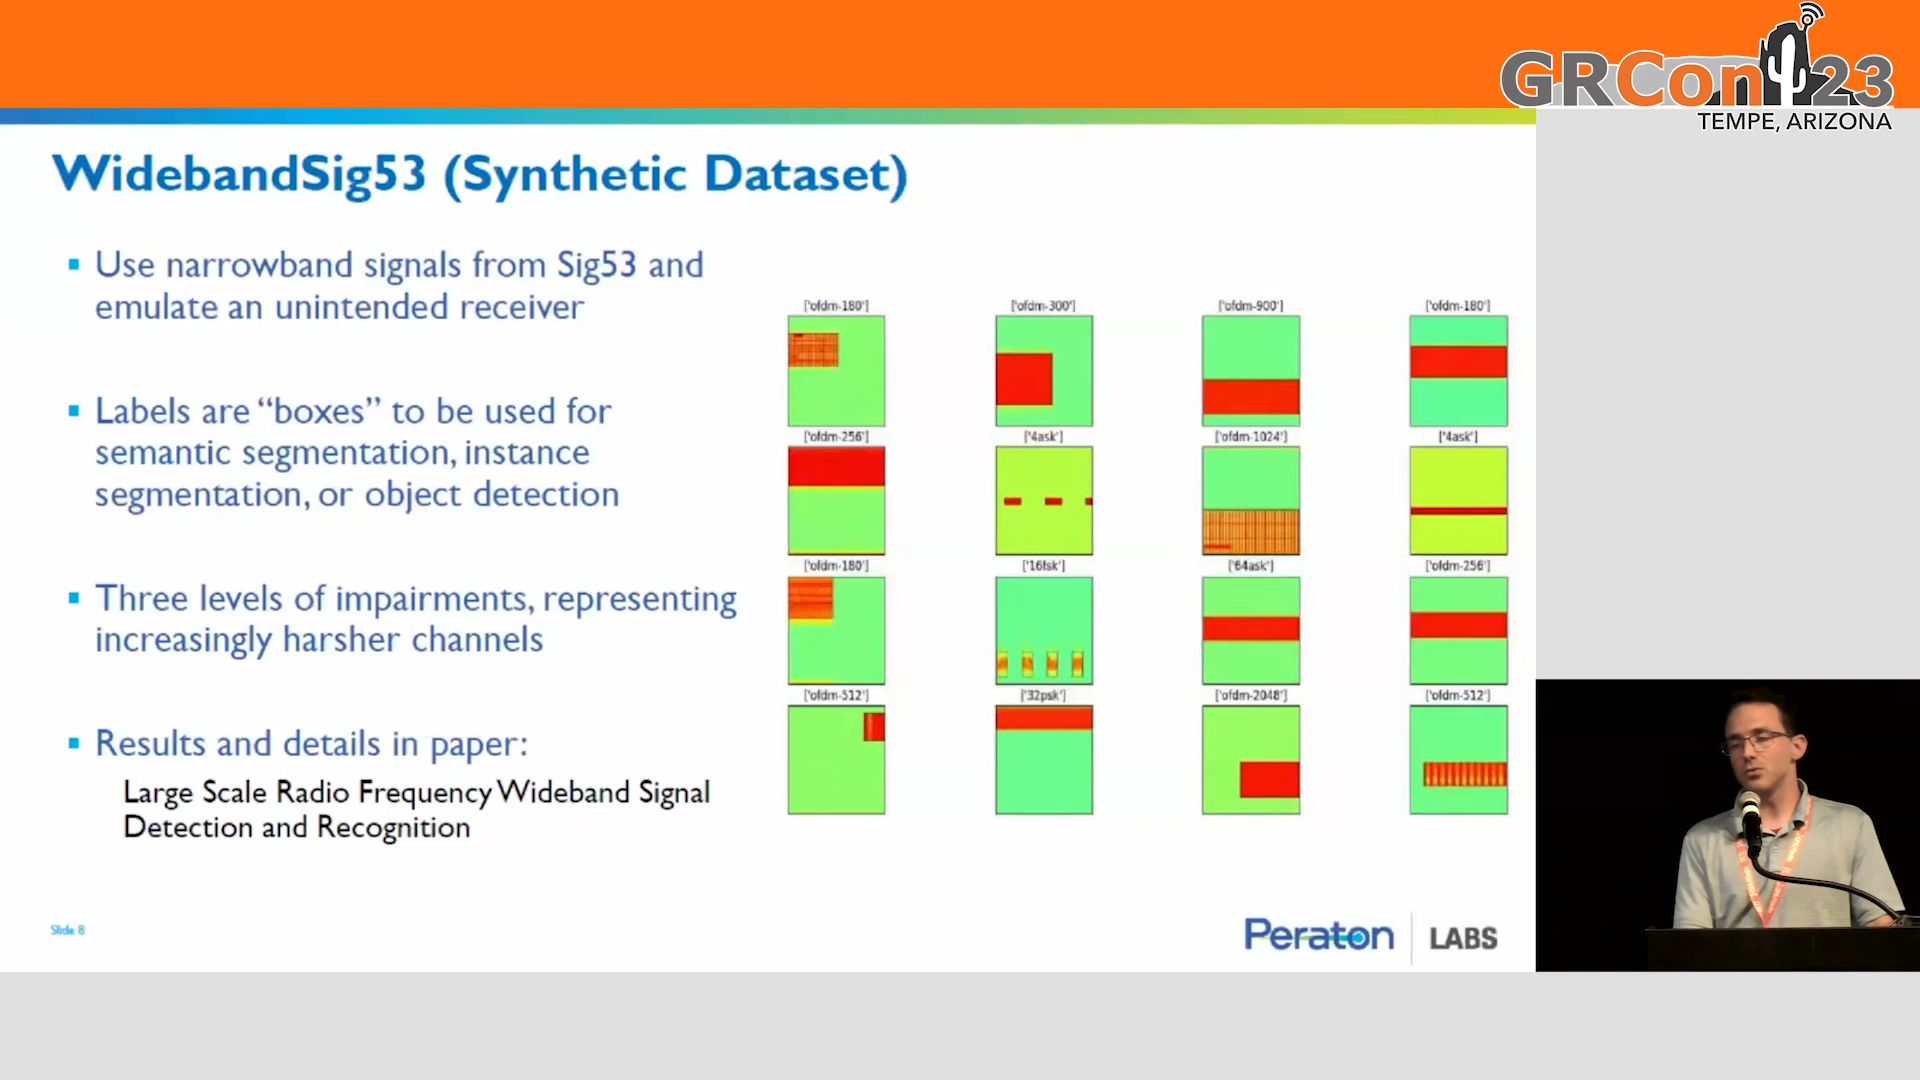 GRCon 23
TEMPE, ARIZONA
WidebandSig53 (Synthetic Dataset)
Use narrowband signals from Sig53 and
emulate an unintended receiver
Labels are “boxes” to be used for
semantic segmentation, instance
segmentation, or object detection
Three levels of impairments, representing
increasingly harsher channels
Results and details in paper:
Large Scale Radio Frequency Wideband Signal
Detection and Recognition
['ofdm-180'] ['ofdm-300'] ['ofdm-900'] ['ofdm-180']
['ofdm-256'] ['4ask'] ['ofdm-1024'] ['4ask']
['ofdm-180'] ['16fsk'] ['64ask'] ['ofdm-256']
['ofdm-512'] ['32psk'] ['ofdm-2048'] ['ofdm-512']
Slide 8
Peraton LABS